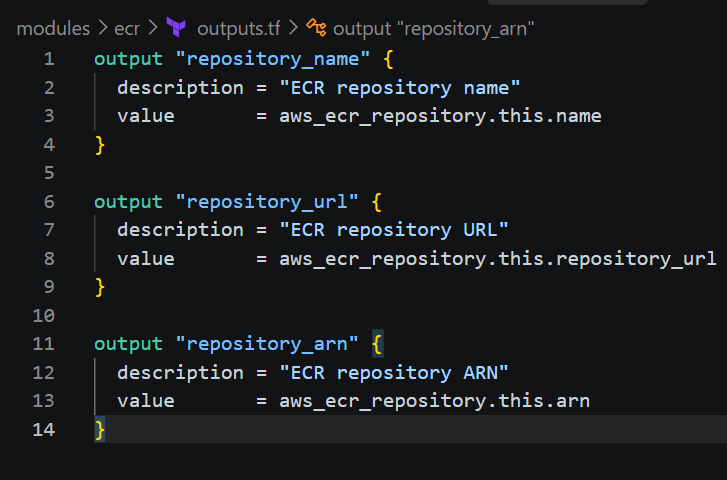 modules > ecr > outputs.tf > output "repository_arn"
1 output "repository_name" {
2   description = "ECR repository name"
3   value       = aws_ecr_repository.this.name
4 }
5
6 output "repository_url" {
7   description = "ECR repository URL"
8   value       = aws_ecr_repository.this.repository_url
9 }
10
11 output "repository_arn" {
12   description = "ECR repository ARN"
13   value       = aws_ecr_repository.this.arn
14 }